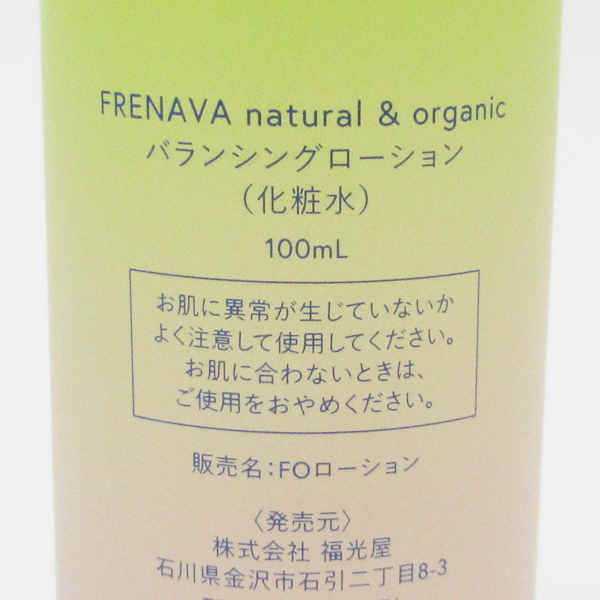 FRENAVA natural & organic
バランシングローション
(化粧水)
100mL
お肌に異常が生じていないか
よく注意して使用してください。
お肌に合わないときは、
ご使用をおやめください。
販売名:FOローション
〈発売元〉
株式会社 福光屋
石川県金沢市石引二丁目8-3